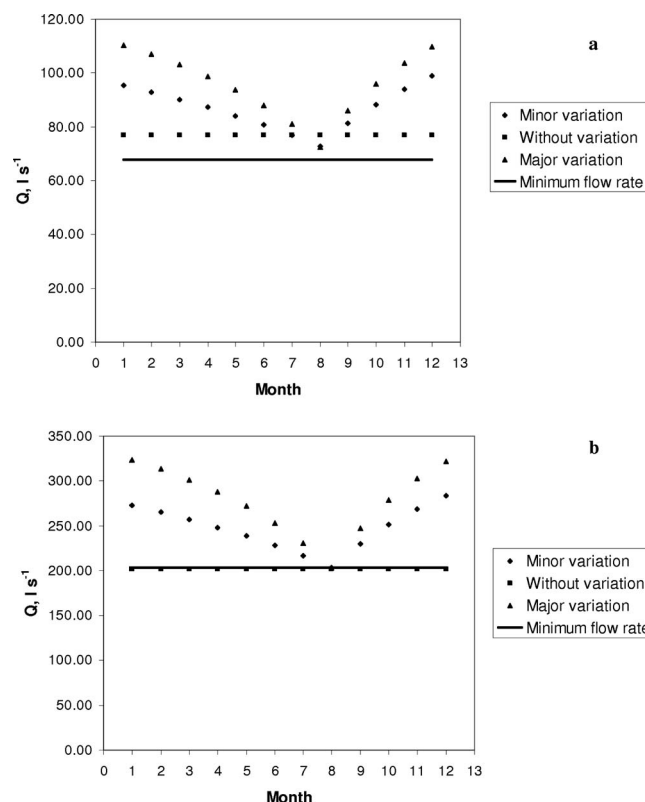 120.00
100.00
80.00
60.00
40.00
20.00
0.00
Q, l s-1
0 1 2 3 4 5 6 7 8 9 10 11 12 13
Month
a
Minor variation
Without variation
Major variation
Minimum flow rate
350.00
300.00
250.00
200.00
150.00
100.00
50.00
0.00
Q, l s-1
0 1 2 3 4 5 6 7 8 9 10 11 12 13
Month
b
Minor variation
Without variation
Major variation
Minimum flow rate